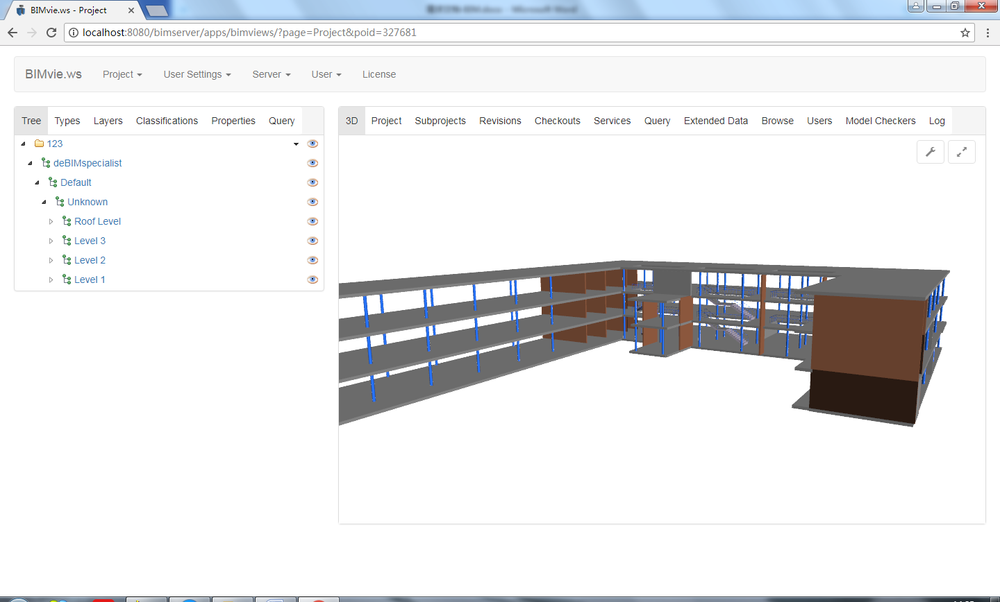 BIMvie.ws - Project
localhost:8080/bimserver/apps/bimviews/?page=Project&poid=327681
BIMvie.ws Project User Settings Server User License
Tree Types Layers Classifications Properties Query
123
deBIMspecialist
Default
Unknown
Roof Level
Level 3
Level 2
Level 1
3D Project Subprojects Revisions Checkouts Services Query Extended Data Browse Users Model Checkers Log